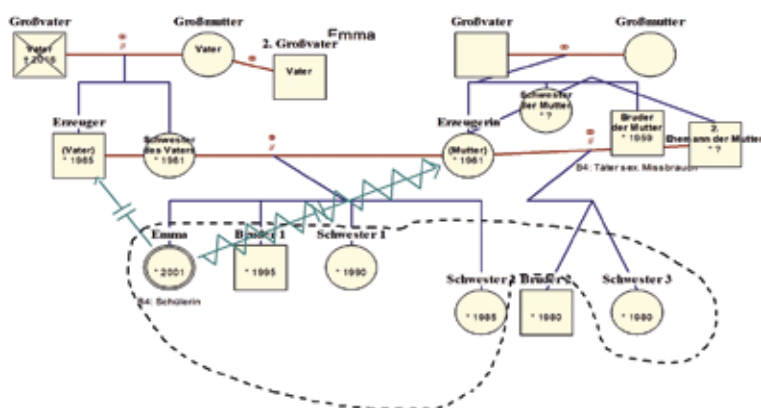 Großvater
Großmutter
2. Großvater
Emma
Großvater
Großmutter
Vater
† 2016
Vater
Vater
Erzeuger
Schwester des Vaters
* 1961
(Vater)
* 1965
Erzeugerin
(Mutter)
* 1961
Schwester
der Mutter
* ?
Bruder
der Mutter
* 1959
2.
Ehemann der Mutter
* ?
B4: Täter sex. Missbrauch
Emma
* 2001
B4: Schülerin
Bruder 1
* 1995
Schwester 1
* 1990
Schwester 2
* 1985
Bruder 2
* 1980
Schwester 3
* 1980